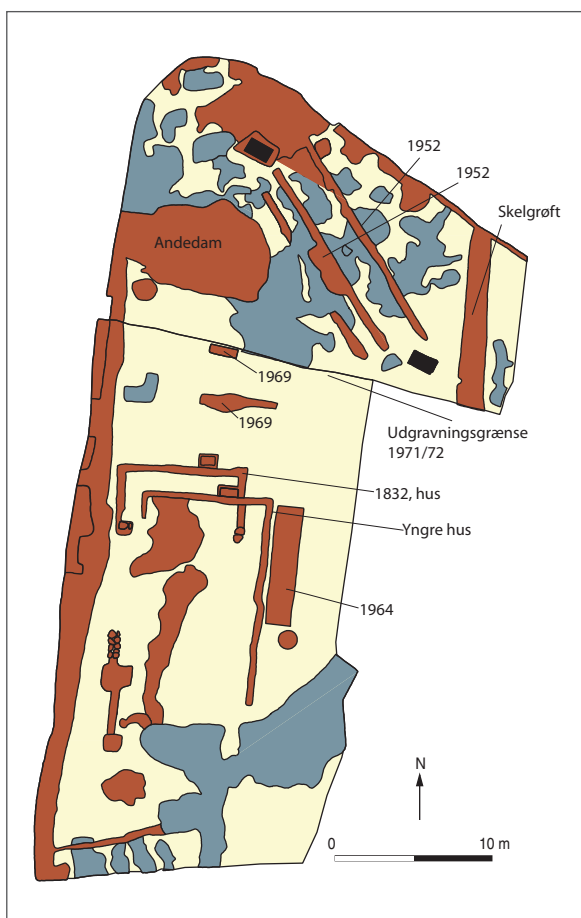 1952
1952
Skelgrøft
Andedam
1969
1969
Udgravningsgrænse
1971/72
1832, hus
Yngre hus
1964
N
0 10 m